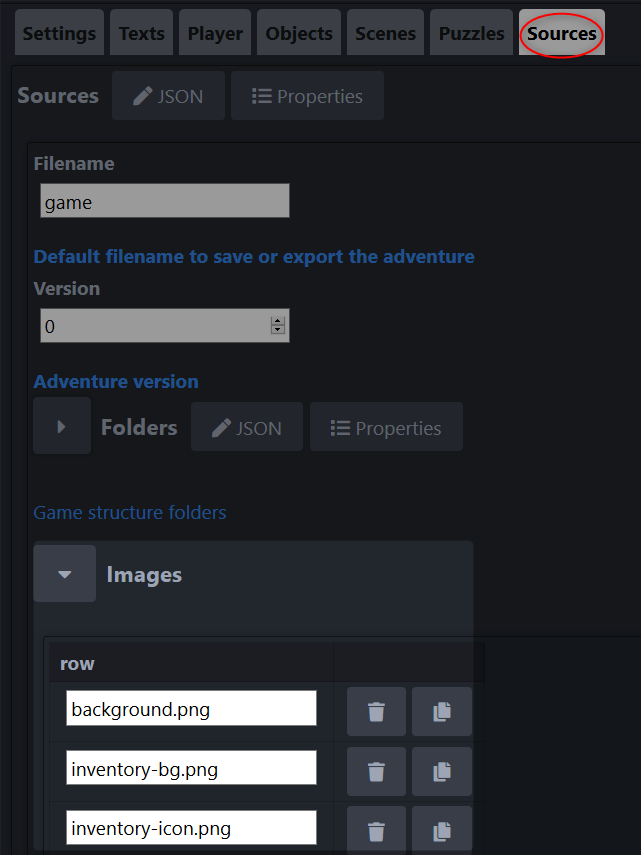 Settings Texts Player Objects Scenes Puzzles Sources
Sources JSON Properties
Filename
game
Default filename to save or export the adventure
Version
0
Adventure version
Folders JSON Properties
Game structure folders
Images
row
background.png
inventory-bg.png
inventory-icon.png